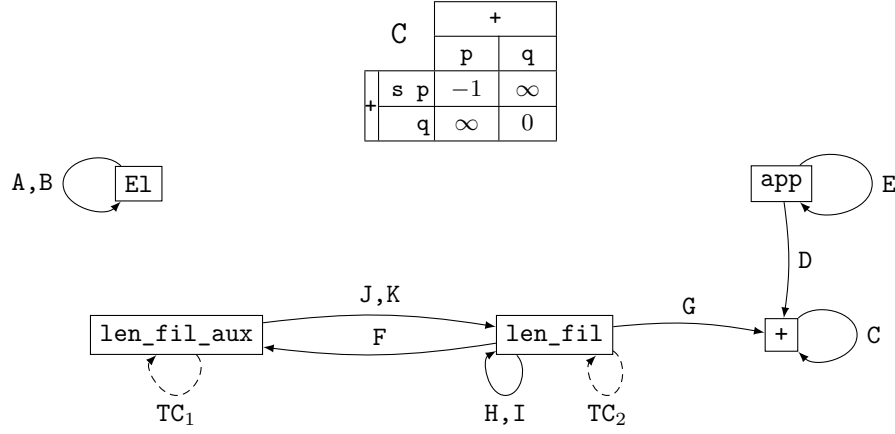 C
+
p q
+ s p −1 ∞
q ∞ 0
A,B El
app E
D
J,K
G
len_fil_aux F len_fil + C
TC₁ H,I TC₂